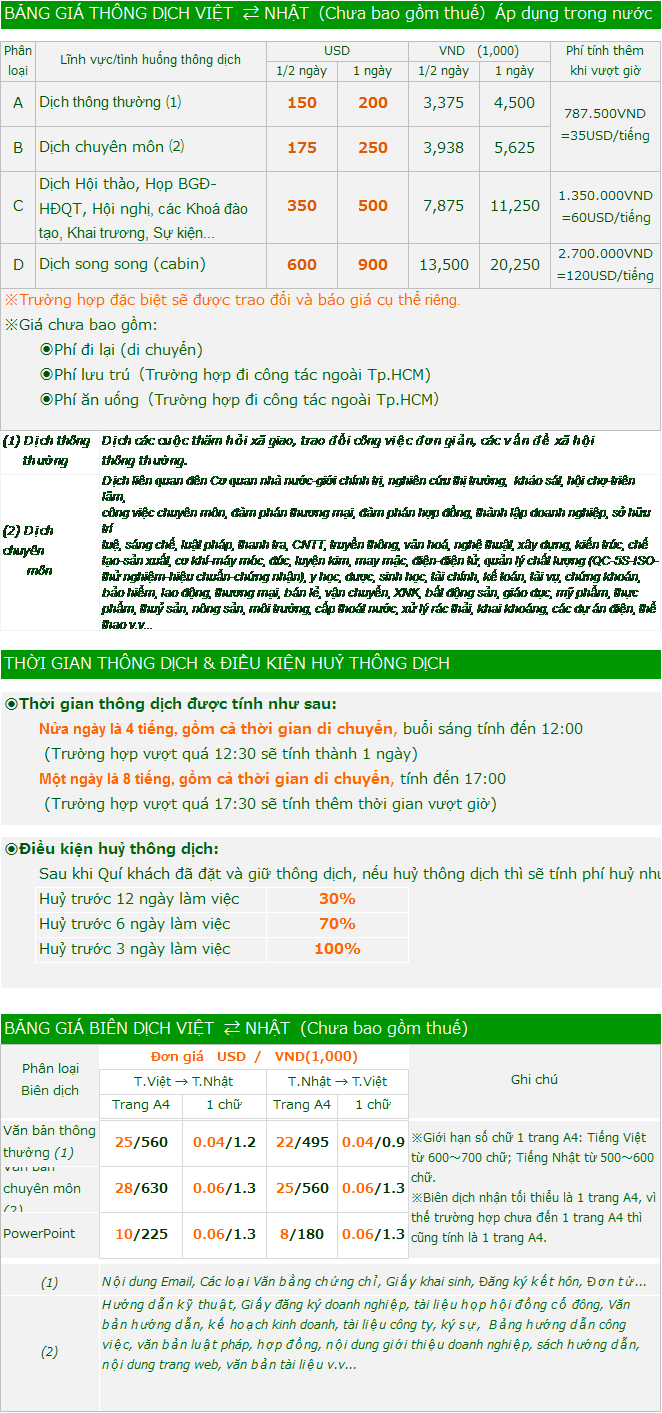 BẢNG GIÁ THÔNG DỊCH VIỆT ⇄ NHẬT (Chưa bao gồm thuế) Áp dụng trong nước
Phân loại
Lĩnh vực/tình huống thông dịch
USD
VND (1,000)
Phí tính thêm khi vượt giờ
1/2 ngày 1 ngày 1/2 ngày 1 ngày
A Dịch thông thường (1) 150 200 3,375 4,500
787.500VND
=35USD/tiếng
B Dịch chuyên môn (2) 175 250 3,938 5,625
C
Dịch Hội thảo, Họp BGĐ-
HĐQT, Hội nghị, các Khoá đào
tạo, Khai trương, Sự kiện...
350 500 7,875 11,250
1.350.000VND
=60USD/tiếng
D Dịch song song (cabin) 600 900 13,500 20,250
2.700.000VND
=120USD/tiếng
※Trường hợp đặc biệt sẽ được trao đổi và báo giá cụ thể riêng.
※Giá chưa bao gồm:
◉Phí đi lại (di chuyển)
◉Phí lưu trú (Trường hợp đi công tác ngoài Tp.HCM)
◉Phí ăn uống (Trường hợp đi công tác ngoài Tp.HCM)
(1) Dịch thông thường
Dịch các cuộc thăm hỏi xã giao, trao đổi công việc đơn giản, các vấn đề xã hội
thông thường.
(2) Dịch chuyên môn
Dịch liên quan đến Cơ quan nhà nước-giới chính trị, nghiên cứu thị trường, khảo sát, hội chợ-triển
lãm,
công việc chuyên môn, đàm phán thương mại, đàm phán hợp đồng, thành lập doanh nghiệp, sở hữu
trí
tuệ, sáng chế, luật pháp, thanh tra, CNTT, truyền thông, văn hoá, nghệ thuật, xây dựng, kiến trúc, chế
tạo-sản xuất, cơ khí-máy móc, đúc, luyện kim, may mặc, điện-điện tử, quản lý chất lượng (QC-5S-ISO-
thử nghiệm-hiệu chuẩn-chứng nhận), y học, dược, sinh học, tài chính, kế toán, tài vụ, chứng khoán,
bảo hiểm, lao động, thương mại, bán lẻ, vận chuyển, XNK, bất động sản, giáo dục, mỹ phẩm, thực
phẩm, thuỷ sản, nông sản, môi trường, cấp thoát nước, xử lý rác thải, khai khoáng, các dự án điện, thể
thao v.v...
THỜI GIAN THÔNG DỊCH & ĐIỀU KIỆN HUỶ THÔNG DỊCH
◉Thời gian thông dịch được tính như sau:
Nửa ngày là 4 tiếng, gồm cả thời gian di chuyển, buổi sáng tính đến 12:00
(Trường hợp vượt quá 12:30 sẽ tính thành 1 ngày)
Một ngày là 8 tiếng, gồm cả thời gian di chuyển, tính đến 17:00
(Trường hợp vượt quá 17:30 sẽ tính thêm thời gian vượt giờ)
◉Điều kiện huỷ thông dịch:
Sau khi Quí khách đã đặt và giữ thông dịch, nếu huỷ thông dịch thì sẽ tính phí huỷ như
Huỷ trước 12 ngày làm việc 30%
Huỷ trước 6 ngày làm việc 70%
Huỷ trước 3 ngày làm việc 100%
BẢNG GIÁ BIÊN DỊCH VIỆT ⇄ NHẬT (Chưa bao gồm thuế)
Phân loại
Biên dịch
Đơn giá USD / VND(1,000)
Ghi chú
T.Việt → T.Nhật T.Nhật → T.Việt
Trang A4 1 chữ Trang A4 1 chữ
Văn bản thông
thường (1)
25/560 0.04/1.2 22/495 0.04/0.9
Văn bản
chuyên môn
(2)
28/630 0.06/1.3 25/560 0.06/1.3
PowerPoint 10/225 0.06/1.3 8/180 0.06/1.3
※Giới hạn số chữ 1 trang A4: Tiếng Việt
từ 600～700 chữ; Tiếng Nhật từ 500～600
chữ.
※Biên dịch nhận tối thiểu là 1 trang A4, vì
thế trường hợp chưa đến 1 trang A4 thì
cũng tính là 1 trang A4.
(1) Nội dung Email, Các loại Văn bằng chứng chỉ, Giấy khai sinh, Đăng ký kết hôn, Đơn từ...
(2)
Hướng dẫn kỹ thuật, Giấy đăng ký doanh nghiệp, tài liệu họp hội đồng cổ đông, Văn
bản hướng dẫn, kế hoạch kinh doanh, tài liệu công ty, ký sự, Bảng hướng dẫn công
việc, văn bản luật pháp, hợp đồng, nội dung giới thiệu doanh nghiệp, sách hướng dẫn,
nội dung trang web, văn bản tài liệu v.v...